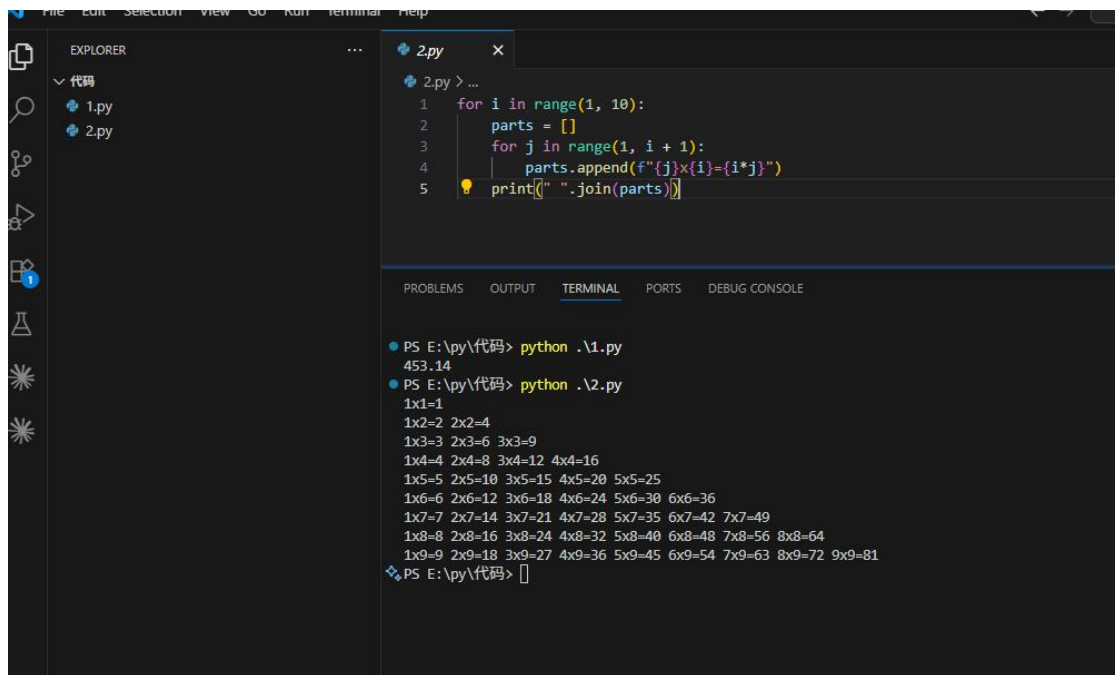 File Edit Selection View Go Run Terminal Help
EXPLORER ...
代码
1.py
2.py
2.py
2.py > ...
1 for i in range(1, 10):
2 parts = []
3 for j in range(1, i + 1):
4 parts.append(f"{j}x{i}={i*j}")
5 print(" ".join(parts))
1
PROBLEMS OUTPUT TERMINAL PORTS DEBUG CONSOLE
PS E:\py\代码> python .\1.py
453.14
PS E:\py\代码> python .\2.py
1x1=1
1x2=2 2x2=4
1x3=3 2x3=6 3x3=9
1x4=4 2x4=8 3x4=12 4x4=16
1x5=5 2x5=10 3x5=15 4x5=20 5x5=25
1x6=6 2x6=12 3x6=18 4x6=24 5x6=30 6x6=36
1x7=7 2x7=14 3x7=21 4x7=28 5x7=35 6x7=42 7x7=49
1x8=8 2x8=16 3x8=24 4x8=32 5x8=40 6x8=48 7x8=56 8x8=64
1x9=9 2x9=18 3x9=27 4x9=36 5x9=45 6x9=54 7x9=63 8x9=72 9x9=81
PS E:\py\代码>